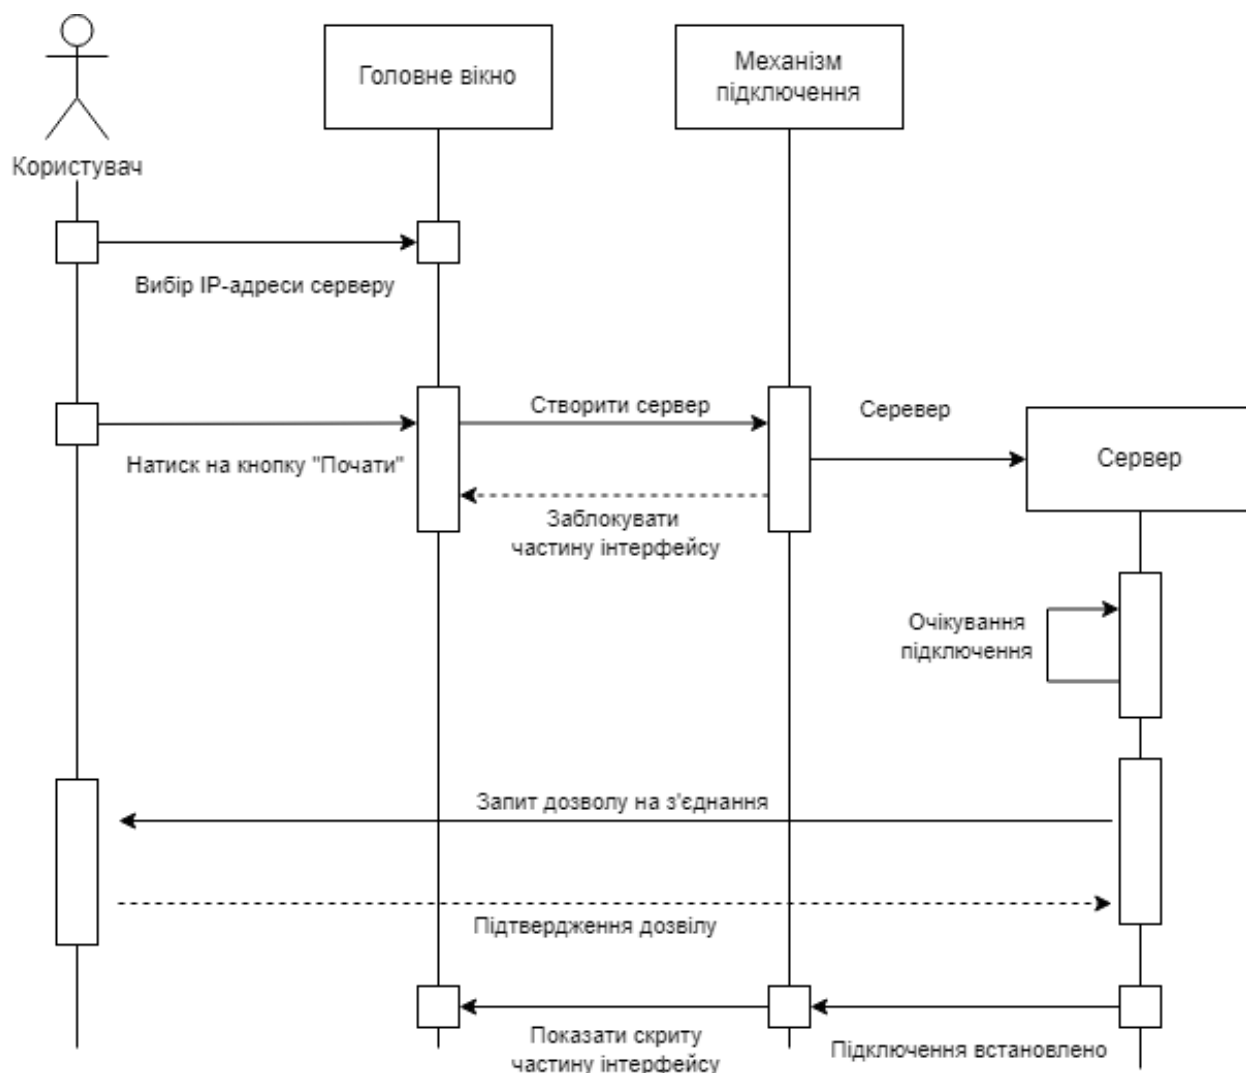 Головне вікно
Механізм
підключення
Користувач
Вибір IP-адреси серверу
Створити сервер
Серевер
Натиск на кнопку "Почати"
Сервер
Заблокувати
частину інтерфейсу
Очікування
підключення
Запит дозволу на з'єднання
Підтвердження дозвілу
Показати скриту
частину інтерфейсу
Підключення встановлено